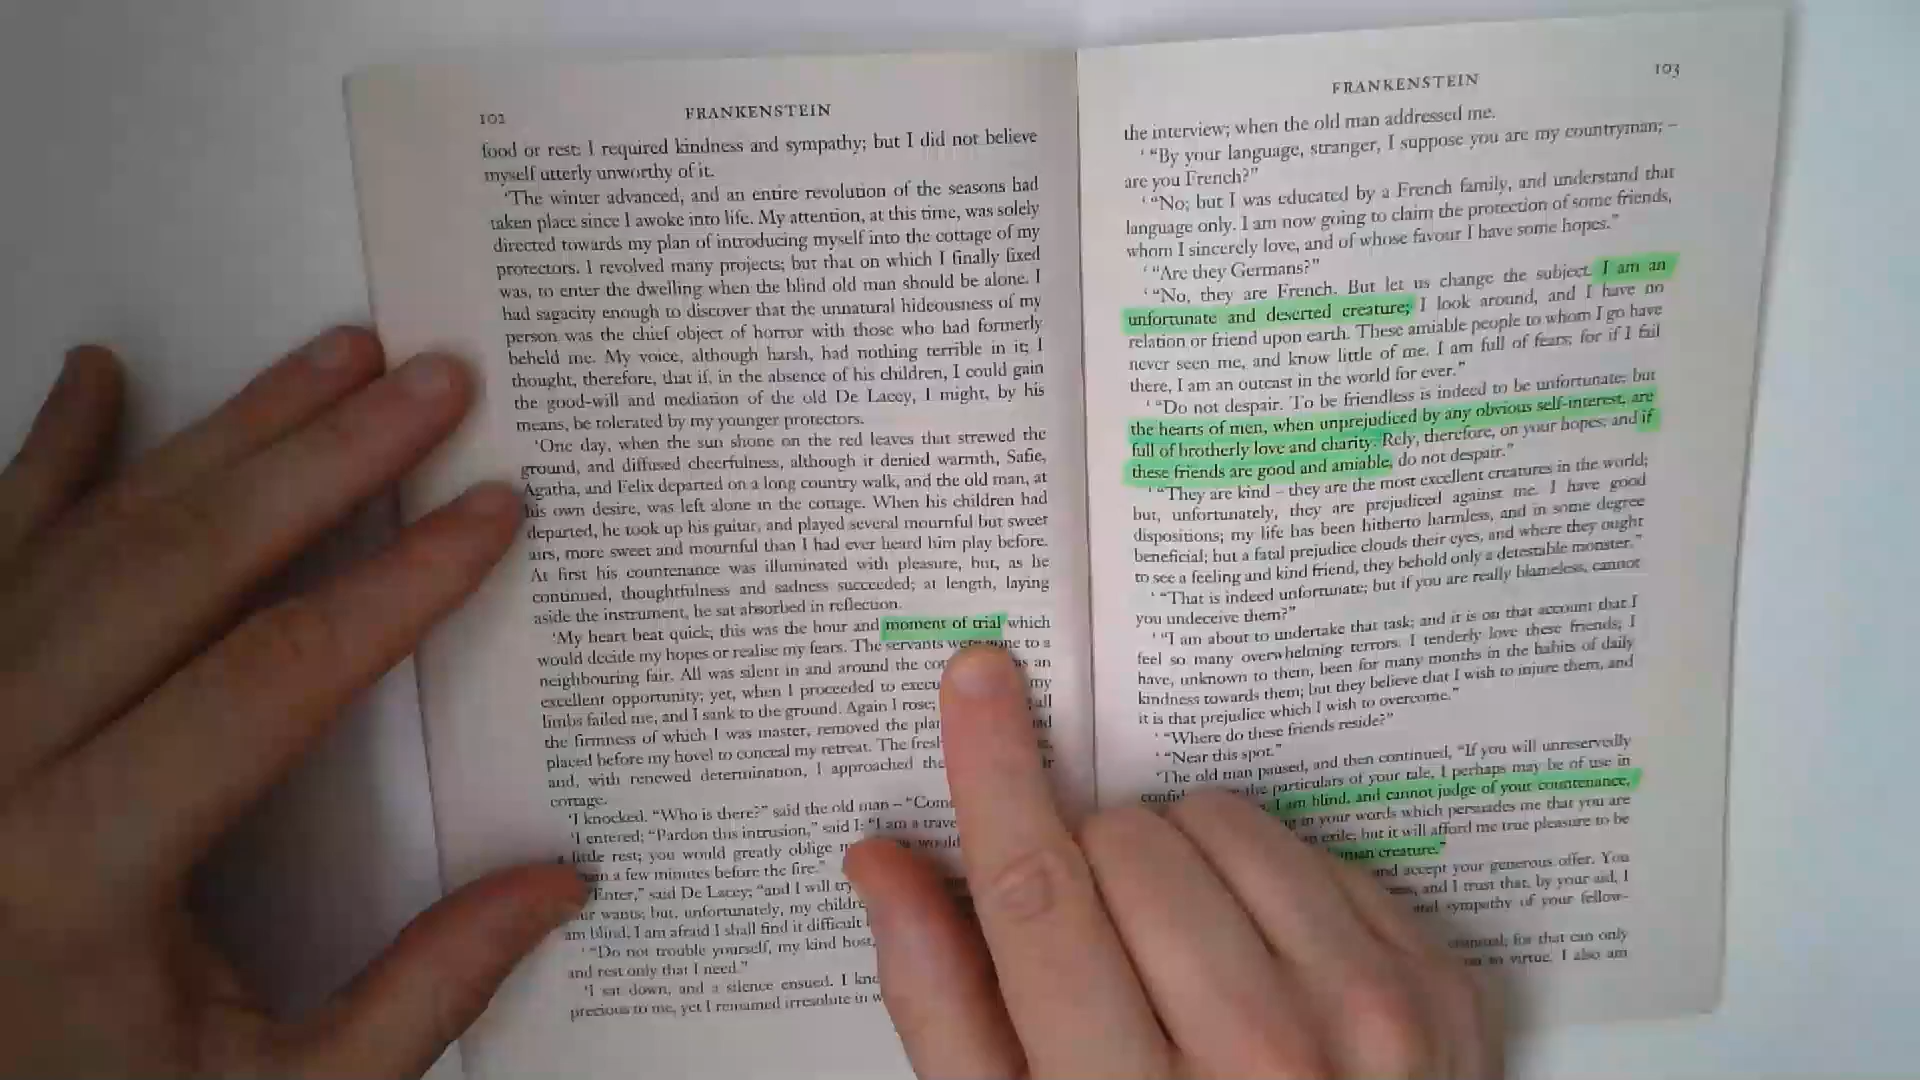 102
FRANKENSTEIN
food or rest: I required kindness and sympathy; but I did not believe
myself utterly unworthy of it.
'The winter advanced, and an entire revolution of the seasons had
taken place since I awoke into life. My attention, at this time, was solely
directed towards my plan of introducing myself into the cottage of my
protectors. I revolved many projects; but that on which I finally fixed
was, to enter the dwelling when the blind old man should be alone. I
had sagacity enough to discover that the unnatural hideousness of my
person was the chief object of horror with those who had formerly
beheld me. My voice, although harsh, had nothing terrible in it; I
thought, therefore, that if, in the absence of his children, I could gain
the good-will and mediation of the old De Lacey, I might, by his
means, be tolerated by my younger protectors.
'One day, when the sun shone on the red leaves that strewed the
ground, and diffused cheerfulness, although it denied warmth, Safie,
Agatha, and Felix departed on a long country walk, and the old man, at
his own desire, was left alone in the cottage. When his children had
departed, he took up his guitar, and played several mournful but sweet
airs, more sweet and mournful than I had ever heard him play before.
At first his countenance was illuminated with pleasure, but, as he
continued, thoughtfulness and sadness succeeded; at length, laying
aside the instrument, he sat absorbed in reflection.
'My heart beat quick; this was the hour and moment of trial which
would decide my hopes or realise my fears. The servants were gone to a
neighbouring fair. All was silent in and around the an
excellent opportunity; yet, when I proceeded to my
limbs failed me, and I sank to the ground. Again I rose; all
the firmness of which I was master, removed the
placed before my hovel to conceal my retreat. The
and, with renewed determination, I approached the
cottage.
'I knocked. "Who is there?" said the old man – 
'I entered; "Pardon this intrusion," said I; "I am a
little rest; you would greatly oblige would
a few minutes before the fire."
"Enter," said De Lacey; "and I will try
wants; but, unfortunately, my
am blind, I am afraid I shall find it difficult
' "Do not trouble yourself, my kind host,
and rest only that I need."
'I sat down, and a silence ensued. I
precious to me, yet I remained irresolute in
FRANKENSTEIN
103
the interview; when the old man addressed me.
' "By your language, stranger, I suppose you are my countryman; –
are you French?"
' "No; but I was educated by a French family, and understand that
language only. I am now going to claim the protection of some friends,
whom I sincerely love, and of whose favour I have some hopes."
' "Are they Germans?"
' "No, they are French. But let us change the subject. I am an
unfortunate and deserted creature; I look around, and I have no
relation or friend upon earth. These amiable people to whom I go have
never seen me, and know little of me. I am full of fears; for if I fail
there, I am an outcast in the world for ever."
' "Do not despair. To be friendless is indeed to be unfortunate; but
the hearts of men, when unprejudiced by any obvious self-interest, are
full of brotherly love and charity. Rely, therefore, on your hopes; and if
these friends are good and amiable, do not despair."
' "They are kind – they are the most excellent creatures in the world;
but, unfortunately, they are prejudiced against me. I have good
dispositions; my life has been hitherto harmless, and in some degree
beneficial; but a fatal prejudice clouds their eyes, and where they ought
to see a feeling and kind friend, they behold only a detestable monster."
' "That is indeed unfortunate; but if you are really blameless, cannot
you undeceive them?"
' "I am about to undertake that task; and it is on that account that I
feel so many overwhelming terrors. I tenderly love these friends; I
have, unknown to them, been for many months in the habits of daily
kindness towards them; but they believe that I wish to injure them, and
it is that prejudice which I wish to overcome."
' "Where do these friends reside?"
' "Near this spot."
'The old man paused, and then continued, "If you will unreservedly
the particulars of your tale, I perhaps may be of use in
I am blind, and cannot judge of your countenance,
in your words which persuades me that you are
exile; but it will afford me true pleasure to be
creature."
and accept your generous offer. You
and I trust that, by your aid, I
and sympathy of your fellow-
criminal; for that can only
to virtue. I also am